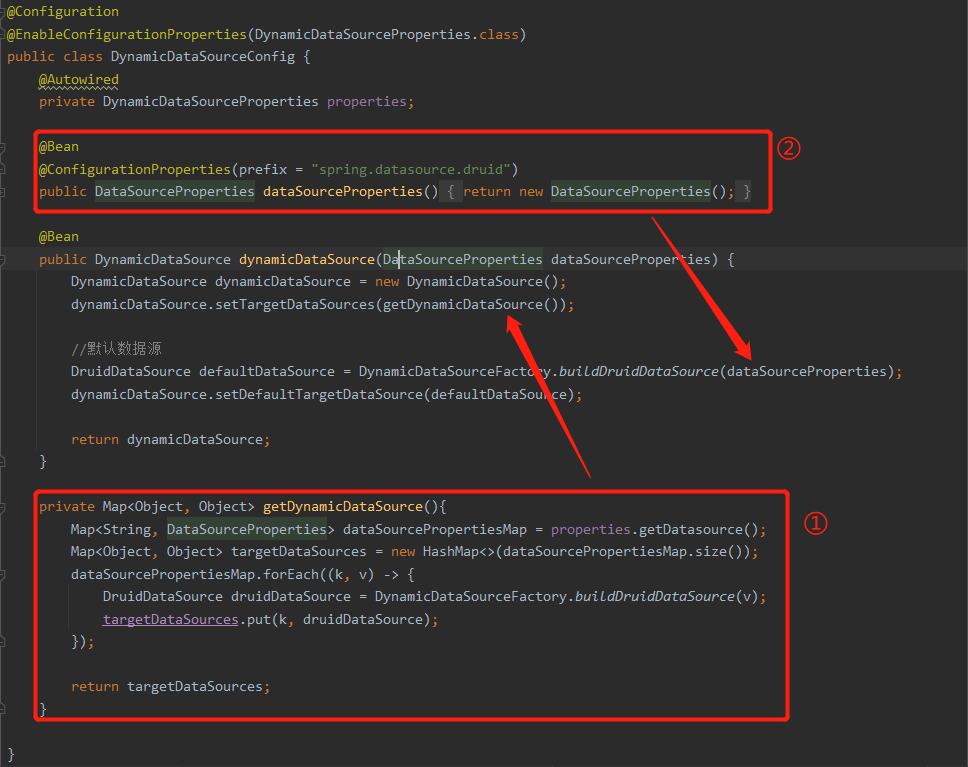 @Configuration
@EnableConfigurationProperties(DynamicDataSourceProperties.class)
public class DynamicDataSourceConfig {
@Autowired
private DynamicDataSourceProperties properties;
@Bean
②
@ConfigurationProperties(prefix = "spring.datasource.druid")
public DataSourceProperties dataSourceProperties() { return new DataSourceProperties(); }
@Bean
public DynamicDataSource dynamicDataSource(DataSourceProperties dataSourceProperties) {
DynamicDataSource dynamicDataSource = new DynamicDataSource();
dynamicDataSource.setTargetDataSources(getDynamicDataSource());
//默认数据源
DruidDataSource defaultDataSource = DynamicDataSourceFactory.buildDruidDataSource(dataSourceProperties);
dynamicDataSource.setDefaultTargetDataSource(defaultDataSource);
return dynamicDataSource;
}
private Map<Object, Object> getDynamicDataSource(){
①
Map<String, DataSourceProperties> dataSourcePropertiesMap = properties.getDatasource();
Map<Object, Object> targetDataSources = new HashMap<>(dataSourcePropertiesMap.size());
dataSourcePropertiesMap.forEach((k, v) -> {
DruidDataSource druidDataSource = DynamicDataSourceFactory.buildDruidDataSource(v);
targetDataSources.put(k, druidDataSource);
});
return targetDataSources;
}
}